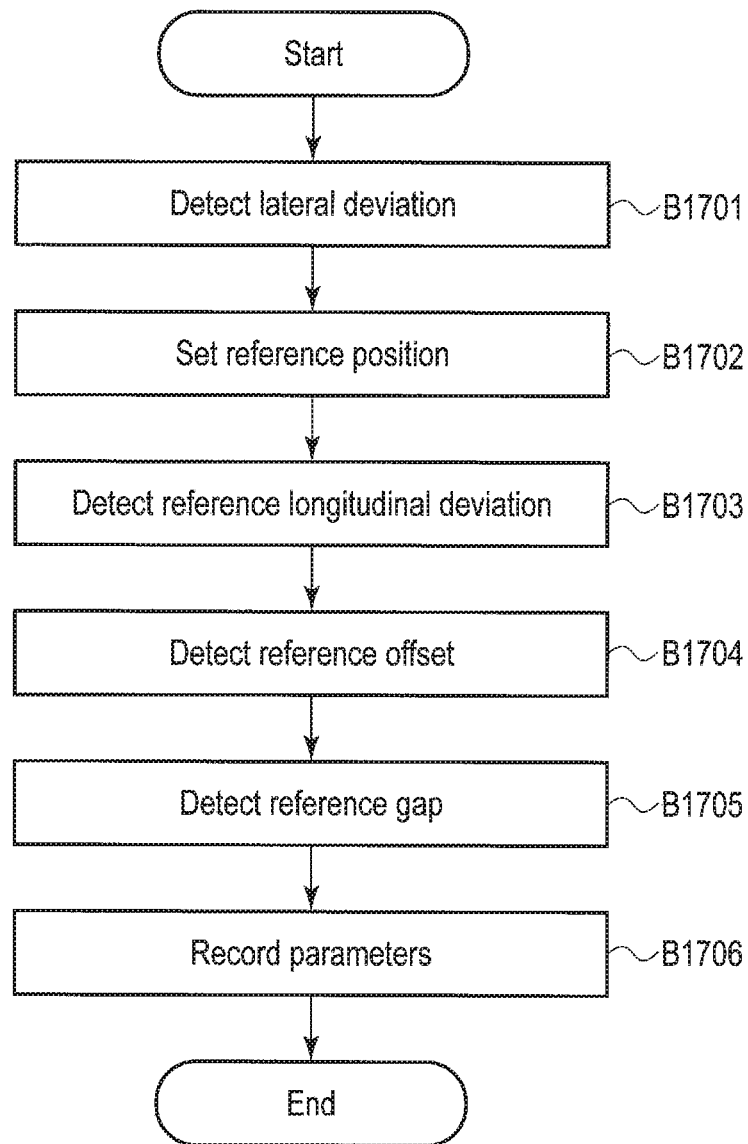 Start
Detect lateral deviation
B1701
Set reference position
B1702
Detect reference longitudinal deviation
B1703
Detect reference offset
B1704
Detect reference gap
B1705
Record parameters
B1706
End